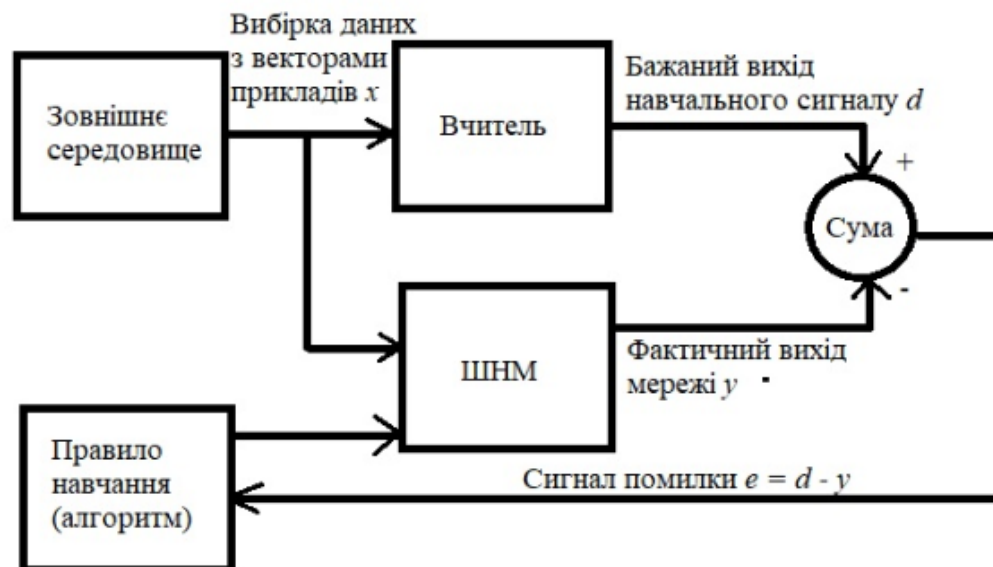 Вибірка даних
з векторами
прикладів x
Зовнішнє
середовище
Вчитель
Бажаний вихід
навчального сигналу d
+
Сума
-
ШНМ
Фактичний вихід
мережі y
Правило
навчання
(алгоритм)
Сигнал помилки e = d - y